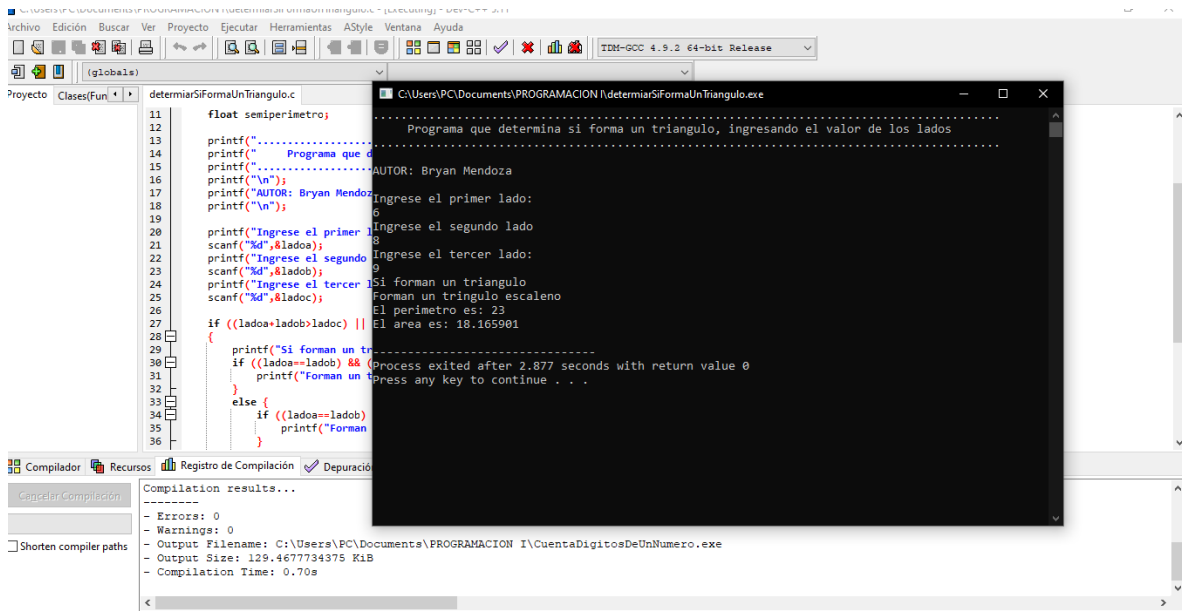 Archivo Edición Buscar Ver Proyecto Ejecutar Herramientas AStyle Ventana Ayuda
TDM-GCC 4.9.2 64-bit Release
(globals)
Proyecto Clases(Fun
determiarSiFormaUnTriangulo.c
11 float semiperimetro;
12
13 printf("...................
14 printf(" Programa que d
15 printf("...................
16 printf("\n");
17 printf("AUTOR: Bryan Mendoz
18 printf("\n");
19
20 printf("Ingrese el primer l
21 scanf("%d",&ladoa);
22 printf("Ingrese el segundo
23 scanf("%d",&ladob);
24 printf("Ingrese el tercer l
25 scanf("%d",&ladoc);
26
27 if ((ladoa+ladob>ladoc) ||
28 {
29 printf("Si forman un tr
30 if ((ladoa==ladob) && (
31 printf("Forman un t
32 }
33 else {
34 if ((ladoa==ladob)
35 printf("Forman
36 }
C:\Users\PC\Documents\PROGRAMACION I\determiarSiFormaUnTriangulo.exe
..........................................................................................
Programa que determina si forma un triangulo, ingresando el valor de los lados
..........................................................................................
AUTOR: Bryan Mendoza
Ingrese el primer lado:
6
Ingrese el segundo lado
8
Ingrese el tercer lado:
9
Si forman un triangulo
Forman un tringulo escaleno
El perimetro es: 23
El area es: 18.165901
--------------------------------
Process exited after 2.877 seconds with return value 0
Press any key to continue . . .
Compilador Recursos Registro de Compilación Depuració
Cancelar Compilación
Shorten compiler paths
Compilation results...
--------
- Errors: 0
- Warnings: 0
- Output Filename: C:\Users\PC\Documents\PROGRAMACION I\CuentaDigitosDeUnNumero.exe
- Output Size: 129.4677734375 KiB
- Compilation Time: 0.70s